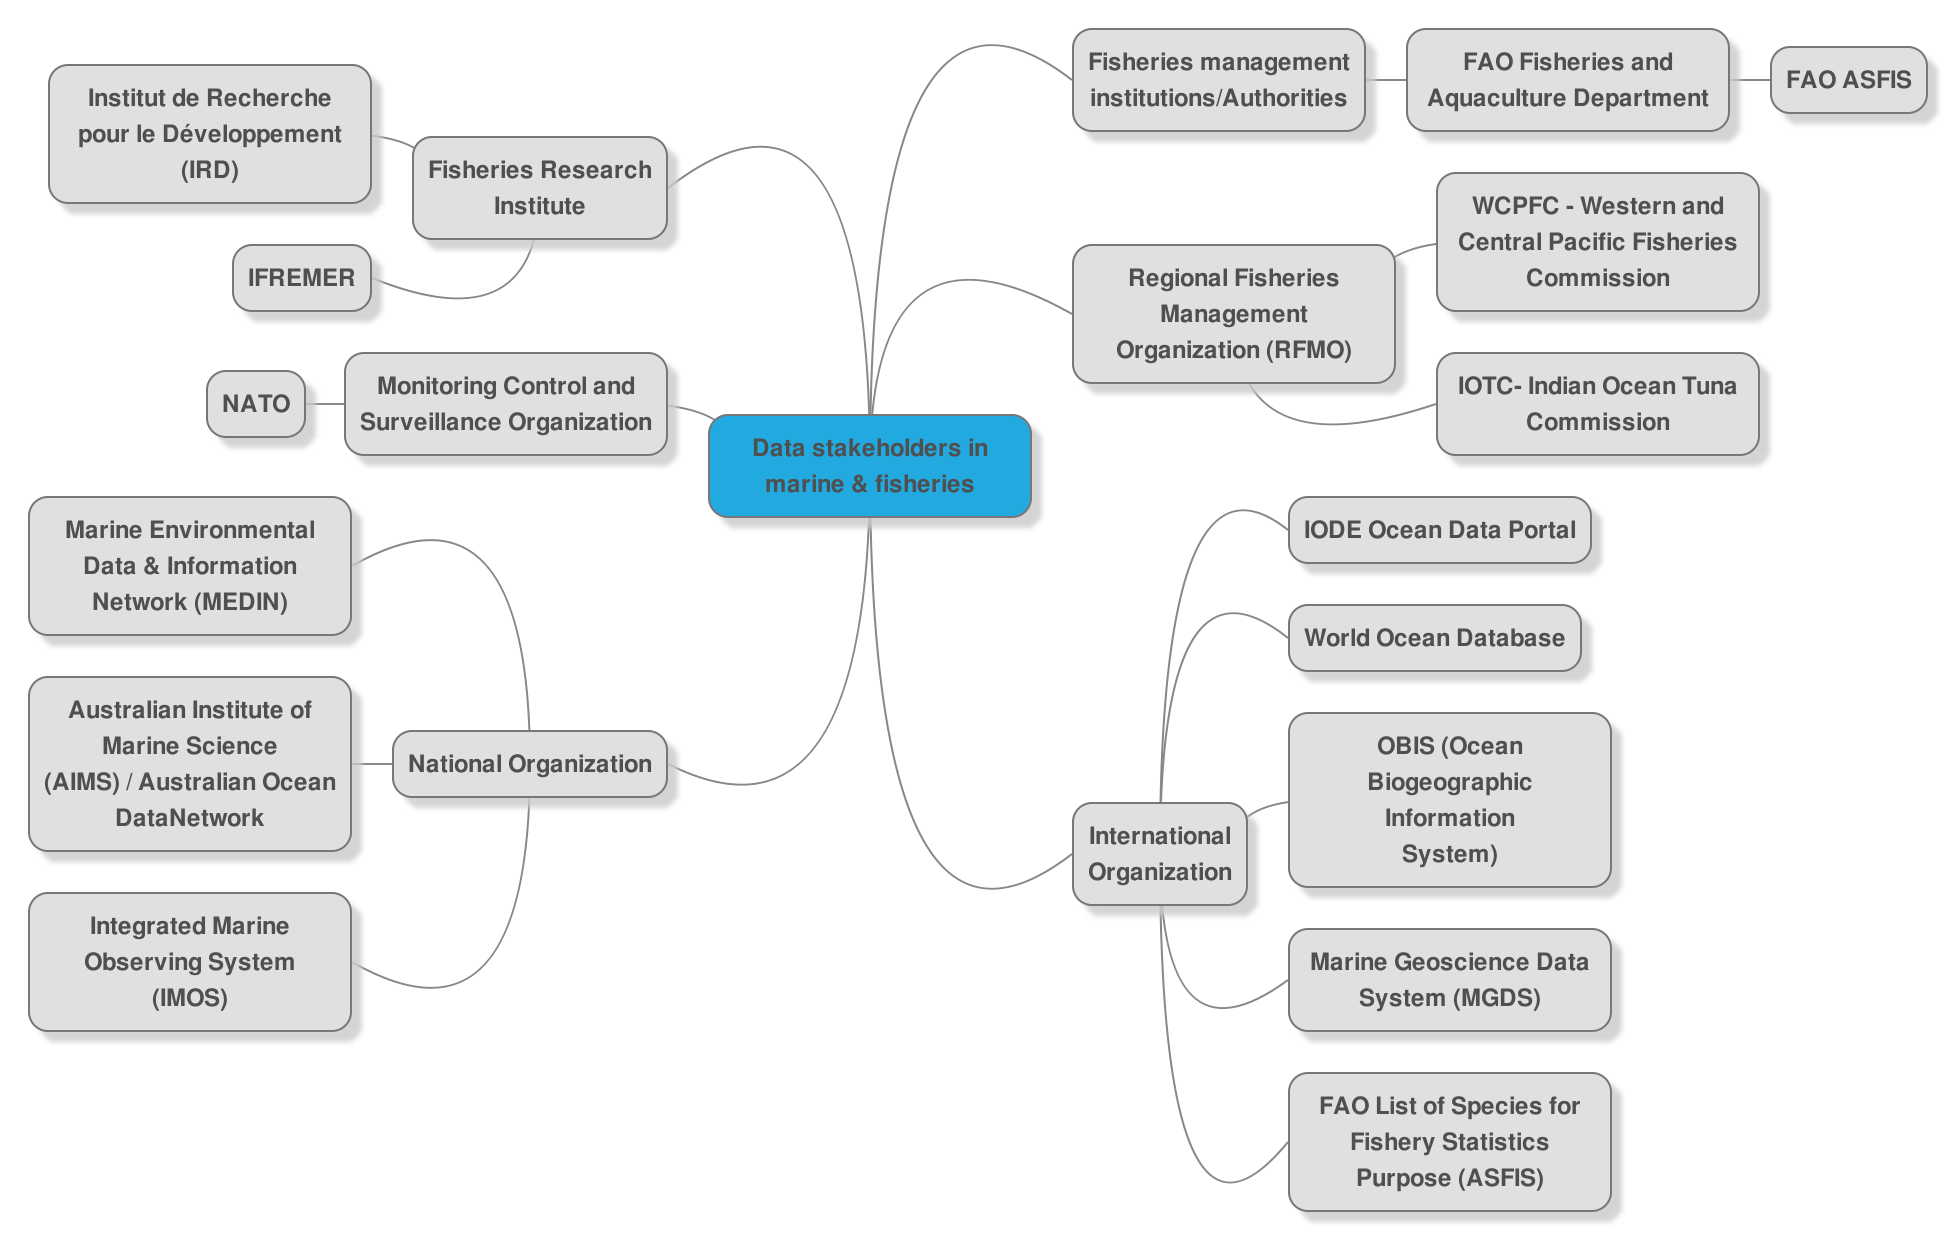 Data stakeholders in
marine & fisheries
Fisheries management
institutions/Authorities
FAO Fisheries and
Aquaculture Department
FAO ASFIS
Regional Fisheries
Management
Organization (RFMO)
WCPFC - Western and
Central Pacific Fisheries
Commission
IOTC- Indian Ocean Tuna
Commission
International
Organization
IODE Ocean Data Portal
World Ocean Database
OBIS (Ocean
Biogeographic
Information
System)
Marine Geoscience Data
System (MGDS)
FAO List of Species for
Fishery Statistics
Purpose (ASFIS)
Fisheries Research
Institute
Institut de Recherche
pour le Développement
(IRD)
IFREMER
Monitoring Control and
Surveillance Organization
NATO
National Organization
Marine Environmental
Data & Information
Network (MEDIN)
Australian Institute of
Marine Science
(AIMS) / Australian Ocean
DataNetwork
Integrated Marine
Observing System
(IMOS)